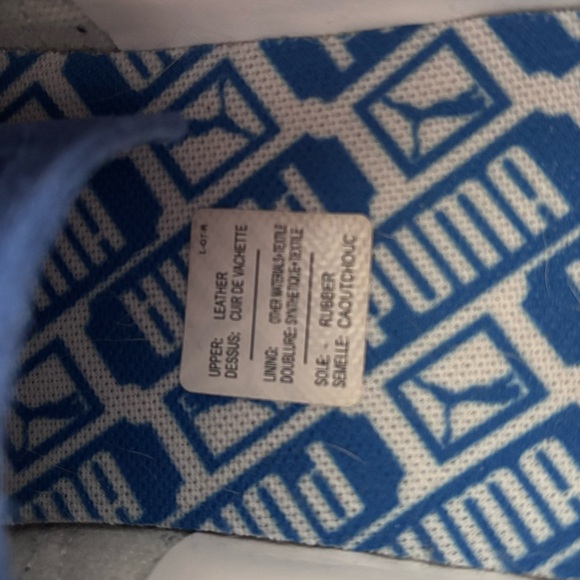 L-OT-R
UPPER: LEATHER
DESSUS: CUIR DE VACHETTE
LINING: OTHER MATERIALS+TEXTILE
DOUBLURE: SYNTHETIQUE+TEXTILE
SOLE: RUBBER
SEMELLE: CAOUTCHOUC
PUMA
PUMA
PUMA
PUMA